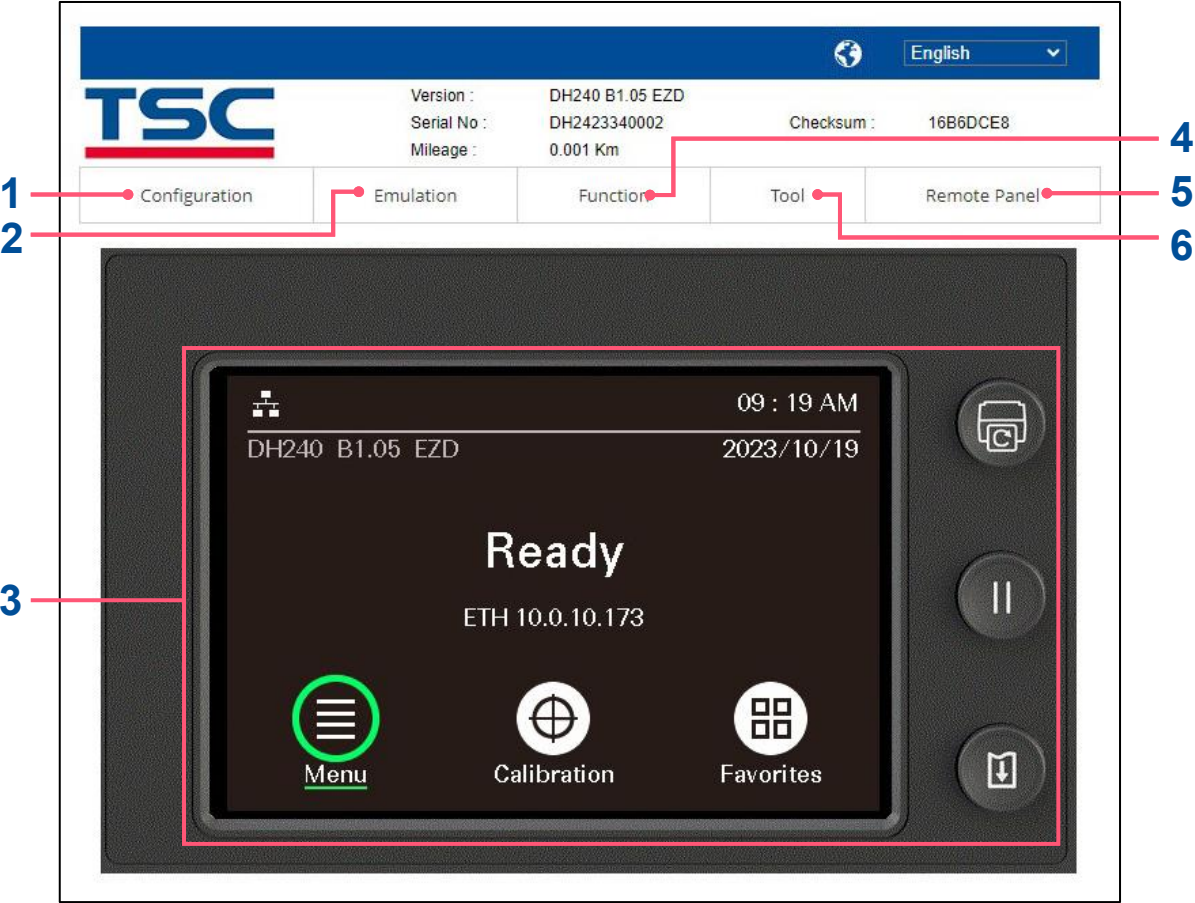 English
TSC
Version : DH240 B1.05 EZD
Serial No : DH2423340002 Checksum : 16B6DCE8
Mileage : 0.001 Km
4
1 Configuration Emulation Function Tool Remote Panel 5
2 6
09 : 19 AM
DH240 B1.05 EZD 2023/10/19
Ready
3
ETH 10.0.10.173
Menu Calibration Favorites